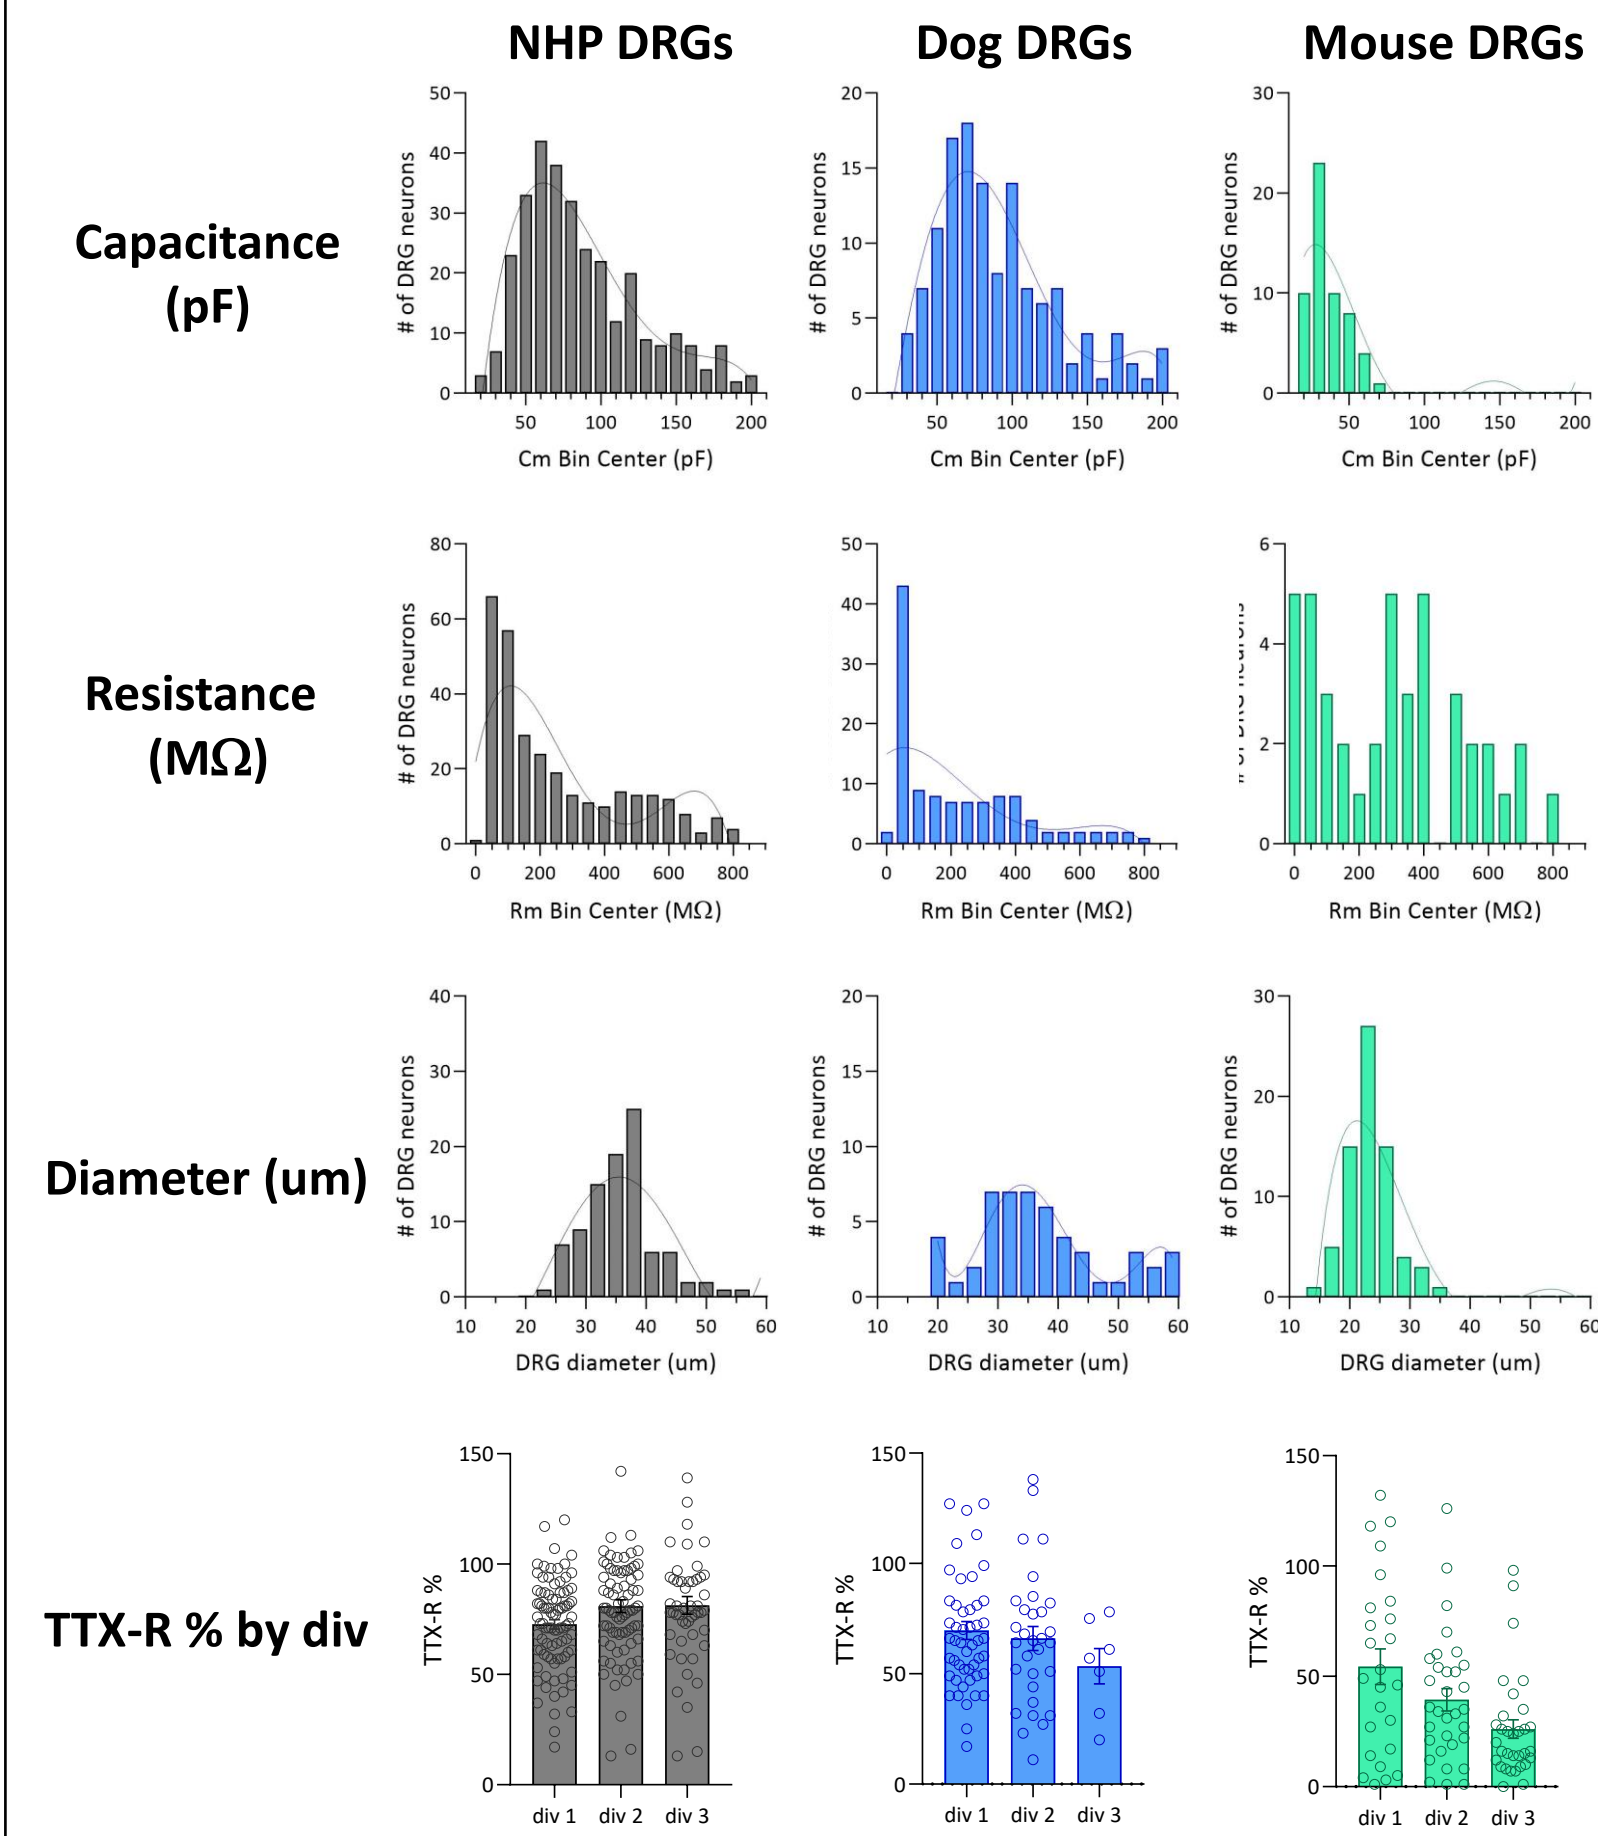 NHP DRGs
Dog DRGs
Mouse DRGs
Capacitance
(pF)
# of DRG neurons
50
40
30
20
10
0
50
100
150
200
Cm Bin Center (pF)
# of DRG neurons
20
15
10
5
0
50
100
150
200
Cm Bin Center (pF)
# of DRG neurons
30
20
10
0
50
100
150
200
Cm Bin Center (pF)
Resistance
(MΩ)
# of DRG neurons
80
60
40
20
0
0
200
400
600
800
Rm Bin Center (MΩ)
# of DRG neurons
50
40
30
20
10
0
0
200
400
600
800
Rm Bin Center (MΩ)
# of DRG neurons
6
4
2
0
0
200
400
600
800
Rm Bin Center (MΩ)
Diameter (um)
# of DRG neurons
40
30
20
10
0
10
20
30
40
50
60
DRG diameter (um)
# of DRG neurons
20
15
10
5
0
10
20
30
40
50
60
DRG diameter (um)
# of DRG neurons
30
20
10
0
10
20
30
40
50
60
DRG diameter (um)
TTX-R % by div
TTX-R %
150
100
50
0
div 1
div 2
div 3
TTX-R %
150
100
50
0
div 1
div 2
div 3
TTX-R %
150
100
50
0
div 1
div 2
div 3